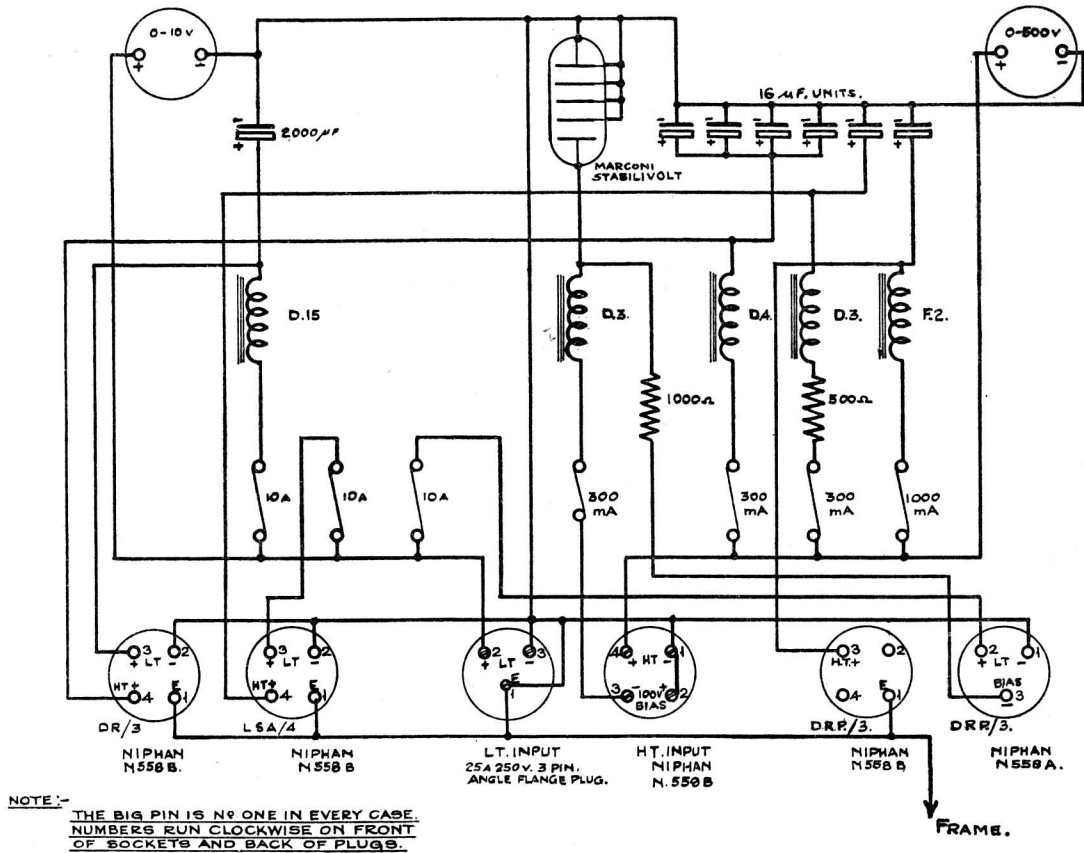 0-10V
+ -
0-500V
+ -
- 2000µF
+
16 µF. UNITS.
- - - - - -
+ + + + + +
MARCONI
STABILIVOLT
D.15
D.3.
D.4.
D.3.
F.2.
1000Ω
500Ω
10A
10A
10A
300
mA
300
mA
300
mA
1000
mA
3 LT 2
+ -
HT+ E
4 1
3 LT 2
+ -
HT+ E
4 1
2 3
+ LT -
E
1
4 + HT - 1
3 - 100V + 2
BIAS
3 2
H.T.+
E
4 1
2 1
+ LT -
BIAS
3
-
DR/3
LSA/4
D.R.P./3.
DRP/3.
NIPHAN
N558B.
NIPHAN
N558B
LT. INPUT
25A 250V. 3 PIN.
ANGLE FLANGE PLUG.
HT. INPUT
NIPHAN
N.559B
NIPHAN
N558B
NIPHAN
N558A.
FRAME.
NOTE:-
THE BIG PIN IS Nº ONE IN EVERY CASE.
NUMBERS RUN CLOCKWISE ON FRONT
OF SOCKETS AND BACK OF PLUGS.